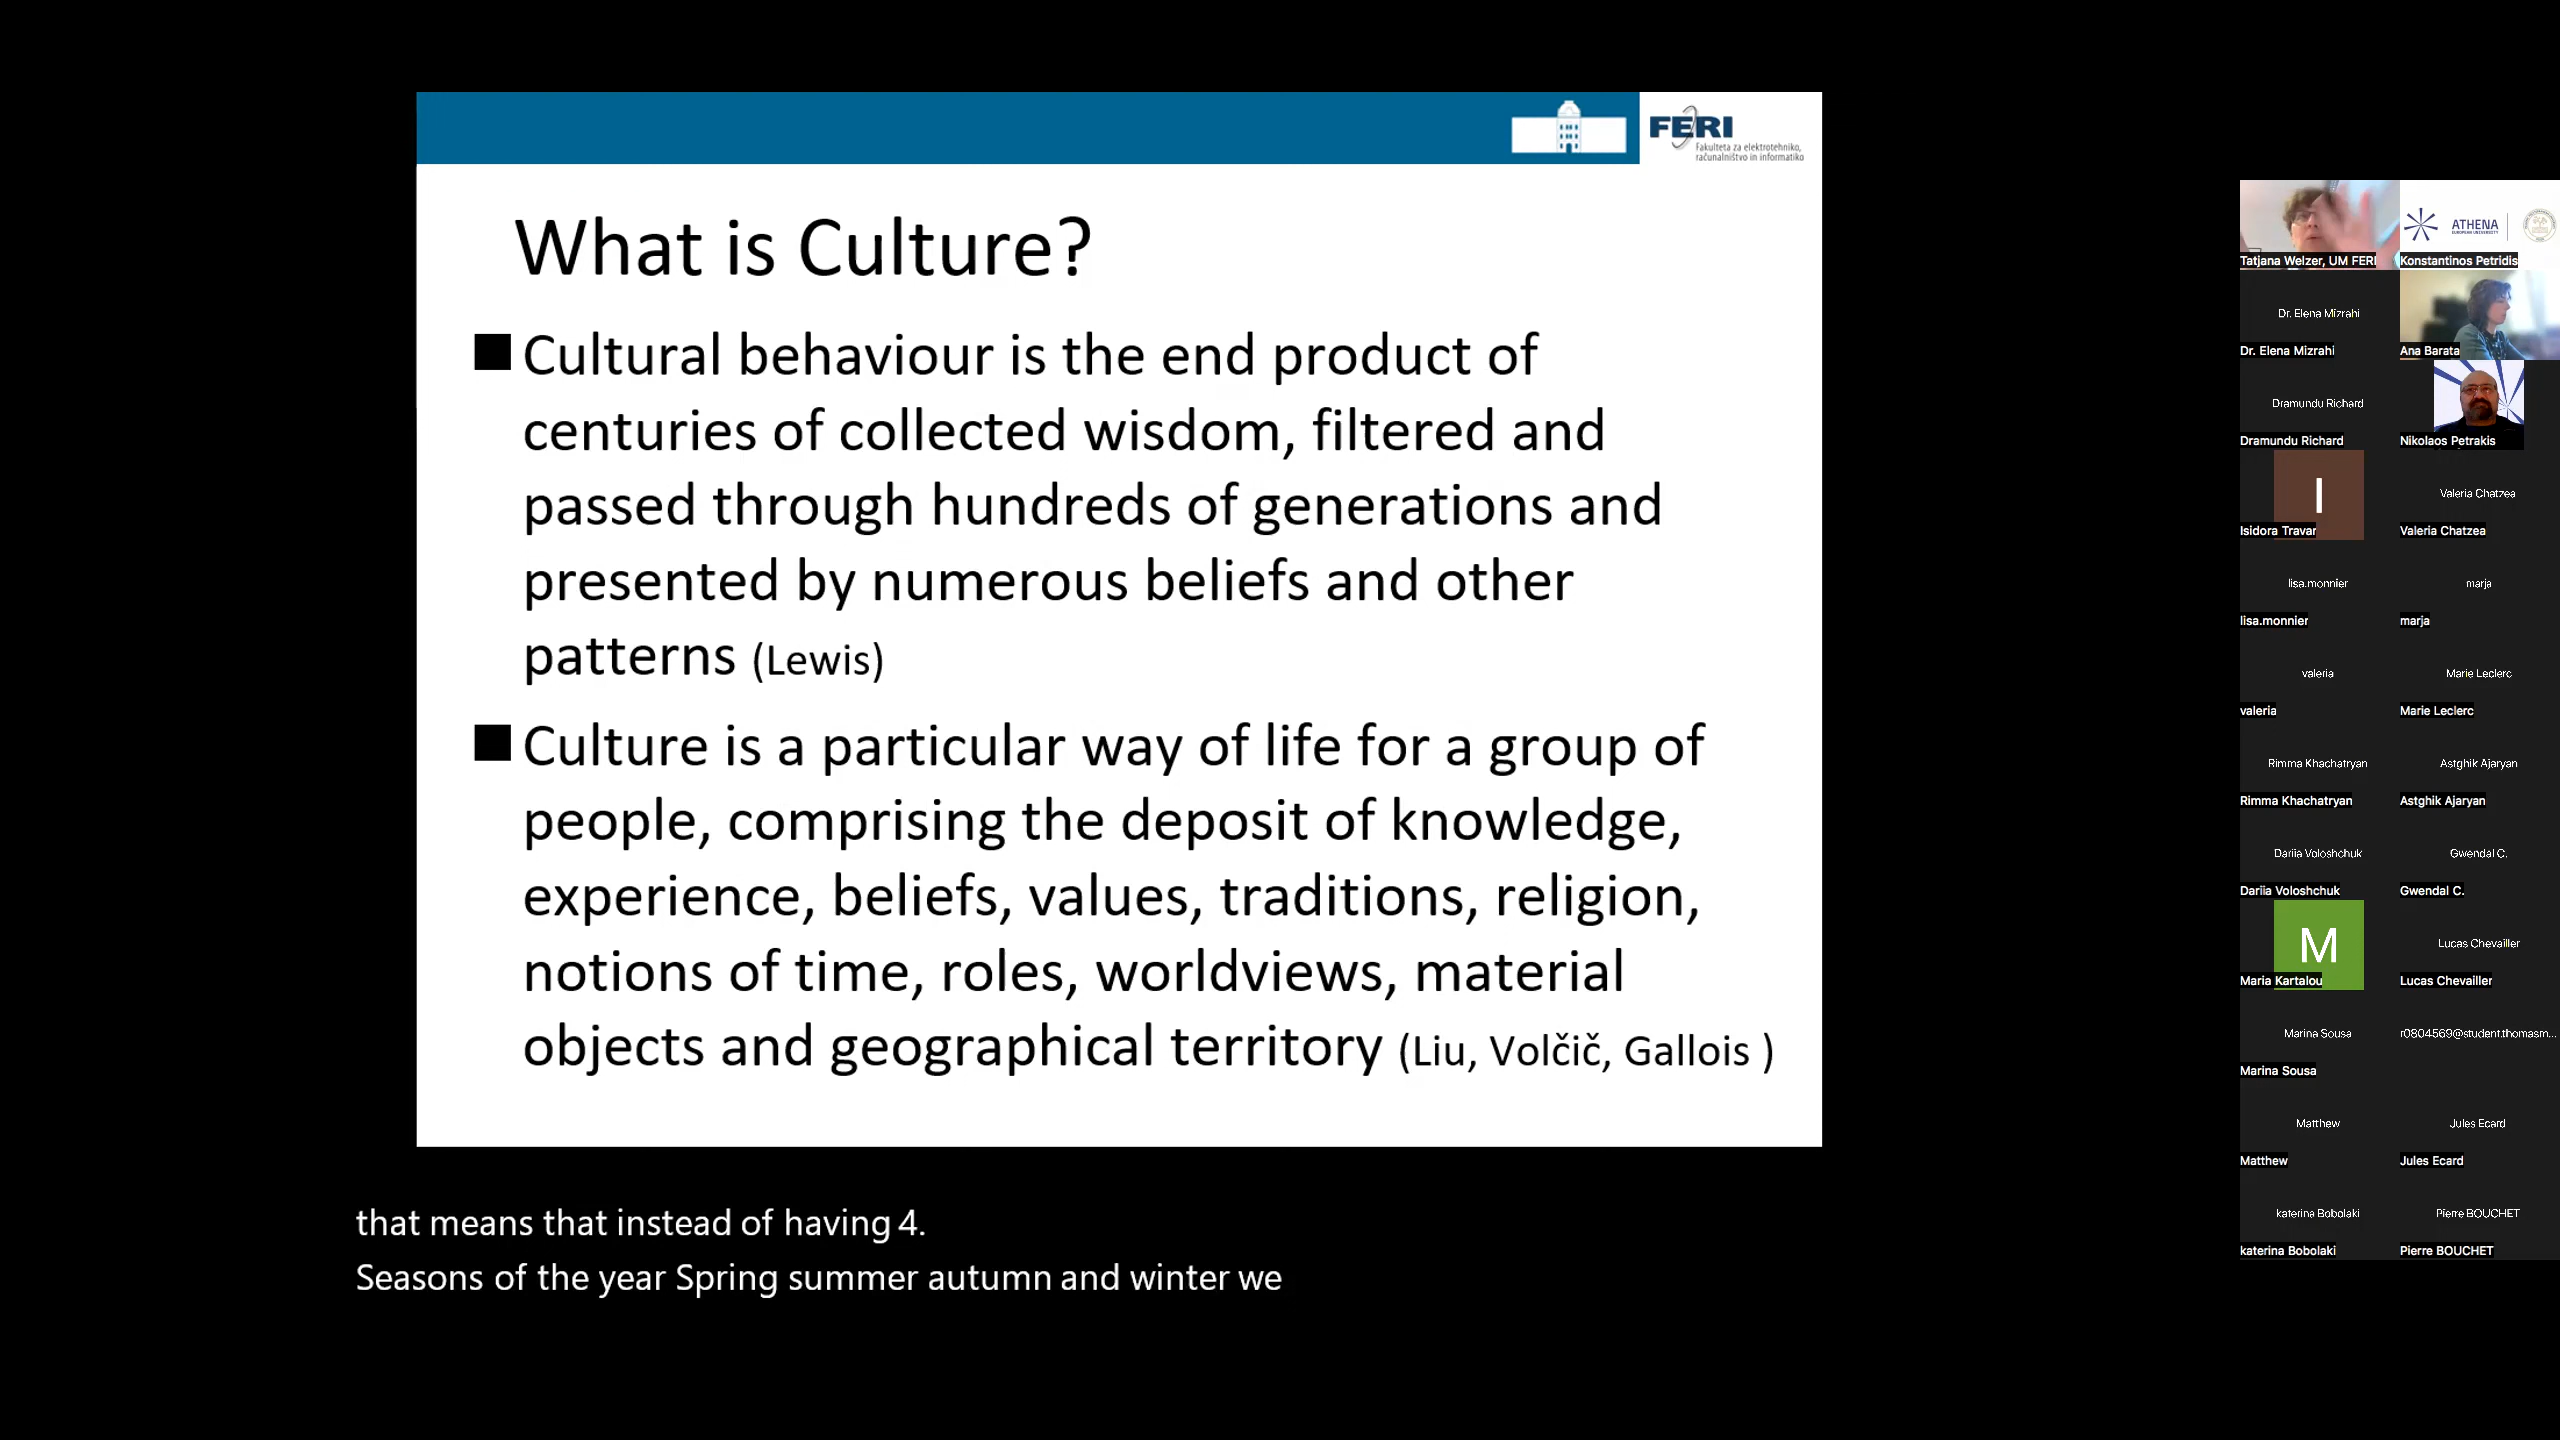 FERI
Fakulteta za elektrotehniko,
računalništvo in informatiko
What is Culture?
Cultural behaviour is the end product of
centuries of collected wisdom, filtered and
passed through hundreds of generations and
presented by numerous beliefs and other
patterns (Lewis)
Culture is a particular way of life for a group of
people, comprising the deposit of knowledge,
experience, beliefs, values, traditions, religion,
notions of time, roles, worldviews, material
objects and geographical territory (Liu, Volčič, Gallois )
that means that instead of having 4.
Seasons of the year Spring summer autumn and winter we
ATHENA
EUROPEAN UNIVERSITY
Tatjana Welzer, UM FERI
Konstantinos Petridis
Dr. Elena Mizrahi
Dr. Elena Mizrahi
Ana Barata
Dramundu Richard
Dramundu Richard
Nikolaos Petrakis
I
Isidora Travar
Valeria Chatzea
Valeria Chatzea
lisa.monnier
marja
lisa.monnier
marja
valeria
Marie Leclerc
valeria
Marie Leclerc
Rimma Khachatryan
Astghik Ajaryan
Rimma Khachatryan
Astghik Ajaryan
Dariia Voloshchuk
Gwendal C.
Dariia Voloshchuk
Gwendal C.
M
Maria Kartalou
Lucas Chevailler
Lucas Chevailler
Marina Sousa
r0804569@student.thomasm...
Marina Sousa
Matthew
Jules Ecard
Matthew
Jules Ecard
katerina Bobolaki
Pierre BOUCHET
katerina Bobolaki
Pierre BOUCHET